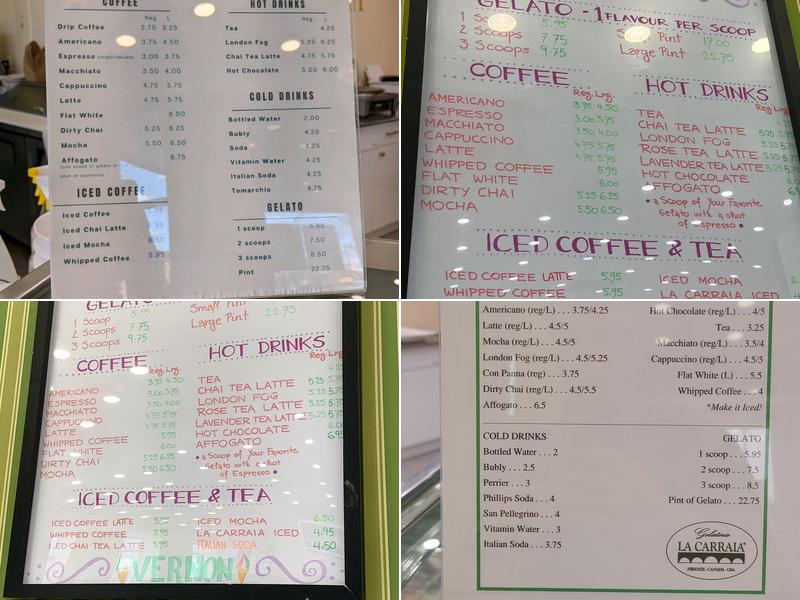 COFFEE
Reg. L
Drip Coffee 2.75 3.25
Americano 3.75 4.50
Espresso single/double 3.00 3.75
Macchiato 3.50 4.00
Cappuccino 4.75 5.75
Latte 4.75 5.75
Flat White 6.00
Dirty Chai 5.25 6.25
Mocha 5.50 6.50
Affogato 6.75
shot of espresso)
ICED COFFEE
Iced Coffee 5.95
Iced Chai Latte 5.95
Iced Mocha 6.50
Whipped Coffee 5.95
HOT DRINKS
Reg L
Tea 4.25
London Fog 5.25 6.25
Chai Tea Latte 4.75 5.75
Hot Chocolate 5.00 6.00
COLD DRINKS
Bottled Water 2.00
Bubly 4.25
Soda 4.25
Vitamin Water 4.25
Italian Soda 4.25
Tomarchio 4.75
GELATO
1 scoop 5.95
2 scoops 7.50
3 scoops 8.50
Pint 22.75
GELATO - 1 FLAVOUR PER SCOOP
1 Scoop 5.95
2 Scoops 7.75
3 Scoops 9.75
Small Pint 17.00
Large Pint 22.75
COFFEE
Reg. Lrg.
AMERICANO 3.75 4.50
ESPRESSO 3.00 3.75
MACCHIATO 3.50 4.00
CAPPUCCINO 4.75 5.75
LATTE 4.75 5.75
WHIPPED COFFEE 5.95
FLAT WHITE 6.00
DIRTY CHAI 5.25 6.25
MOCHA 5.50 6.50
HOT DRINKS
Reg. Lrg.
TEA
CHAI TEA LATTE 5.25 5.75
LONDON FOG 5.25
ROSE TEA LATTE 5.25
LAVENDER TEA LATTE 5.25
HOT CHOCOLATE
AFFOGATO
• a Scoop of Your Favorite
Gelato with a shot
of Espresso •
ICED COFFEE & TEA
ICED COFFEE LATTE 5.95
WHIPPED COFFEE 5.95
ICED MOCHA
LA CARRAIA ICED
GELATO
1 Scoop 5.95
2 Scoops 7.75
3 Scoops 9.75
Small Pint
Large Pint 22.75
COFFEE
Reg. Lrg.
AMERICANO 3.75 4.50
ESPRESSO 3.00 3.75
MACCHIATO 3.50 4.00
CAPPUCCINO 4.75 5.75
LATTE 4.75 5.75
WHIPPED COFFEE 5.95
FLAT WHITE 6.00
DIRTY CHAI 5.25 6.25
MOCHA 5.50 6.50
HOT DRINKS
Reg. Lrg.
TEA
CHAI TEA LATTE 5.25 5.75
LONDON FOG 5.25
ROSE TEA LATTE 5.25
LAVENDER TEA LATTE 5.25 5.75
HOT CHOCOLATE
AFFOGATO 6.95
• a Scoop of Your Favorite
Gelato with a shot
of Espresso •
ICED COFFEE & TEA
ICED COFFEE LATTE 5.95
WHIPPED COFFEE 5.95
ICED CHAI TEA LATTE 5.95
ICED MOCHA 6.50
LA CARRAIA ICED 4.95
ITALIAN SODA 4.50
VERNON
Americano (reg/L) . . . 3.75/4.25
Latte (reg/L) . . . 4.5/5
Mocha (reg/L) . . . 4.5/5
London Fog (reg/L) . . . 4.5/5.25
Con Panna (reg) . . . 3.75
Dirty Chai (reg/L) . . . 4.5/5.5
Affogato . . . 6.5
Hot Chocolate (reg/L) . . . 4/5
Tea . . . 3.25
Macchiato (reg/L) . . . 3.5/4
Cappuccino (reg/L) . . . 4.5/5
Flat White (L) . . . 5.5
Whipped Coffee . . . 4
*Make it Iced!
COLD DRINKS
Bottled Water . . . 2
Bubly . . . 2.5
Perrier . . . 3
Phillips Soda . . . 4
San Pellegrino . . . 4
Vitamin Water . . . 3
Italian Soda . . . 3.75
GELATO
1 scoop . . . 5.95
2 scoop . . . 7.5
3 scoop . . . 8.5
Pint of Gelato . . . 22.75
Gelateria
LA CARRAIA
FIRENZE - CANADA - USA